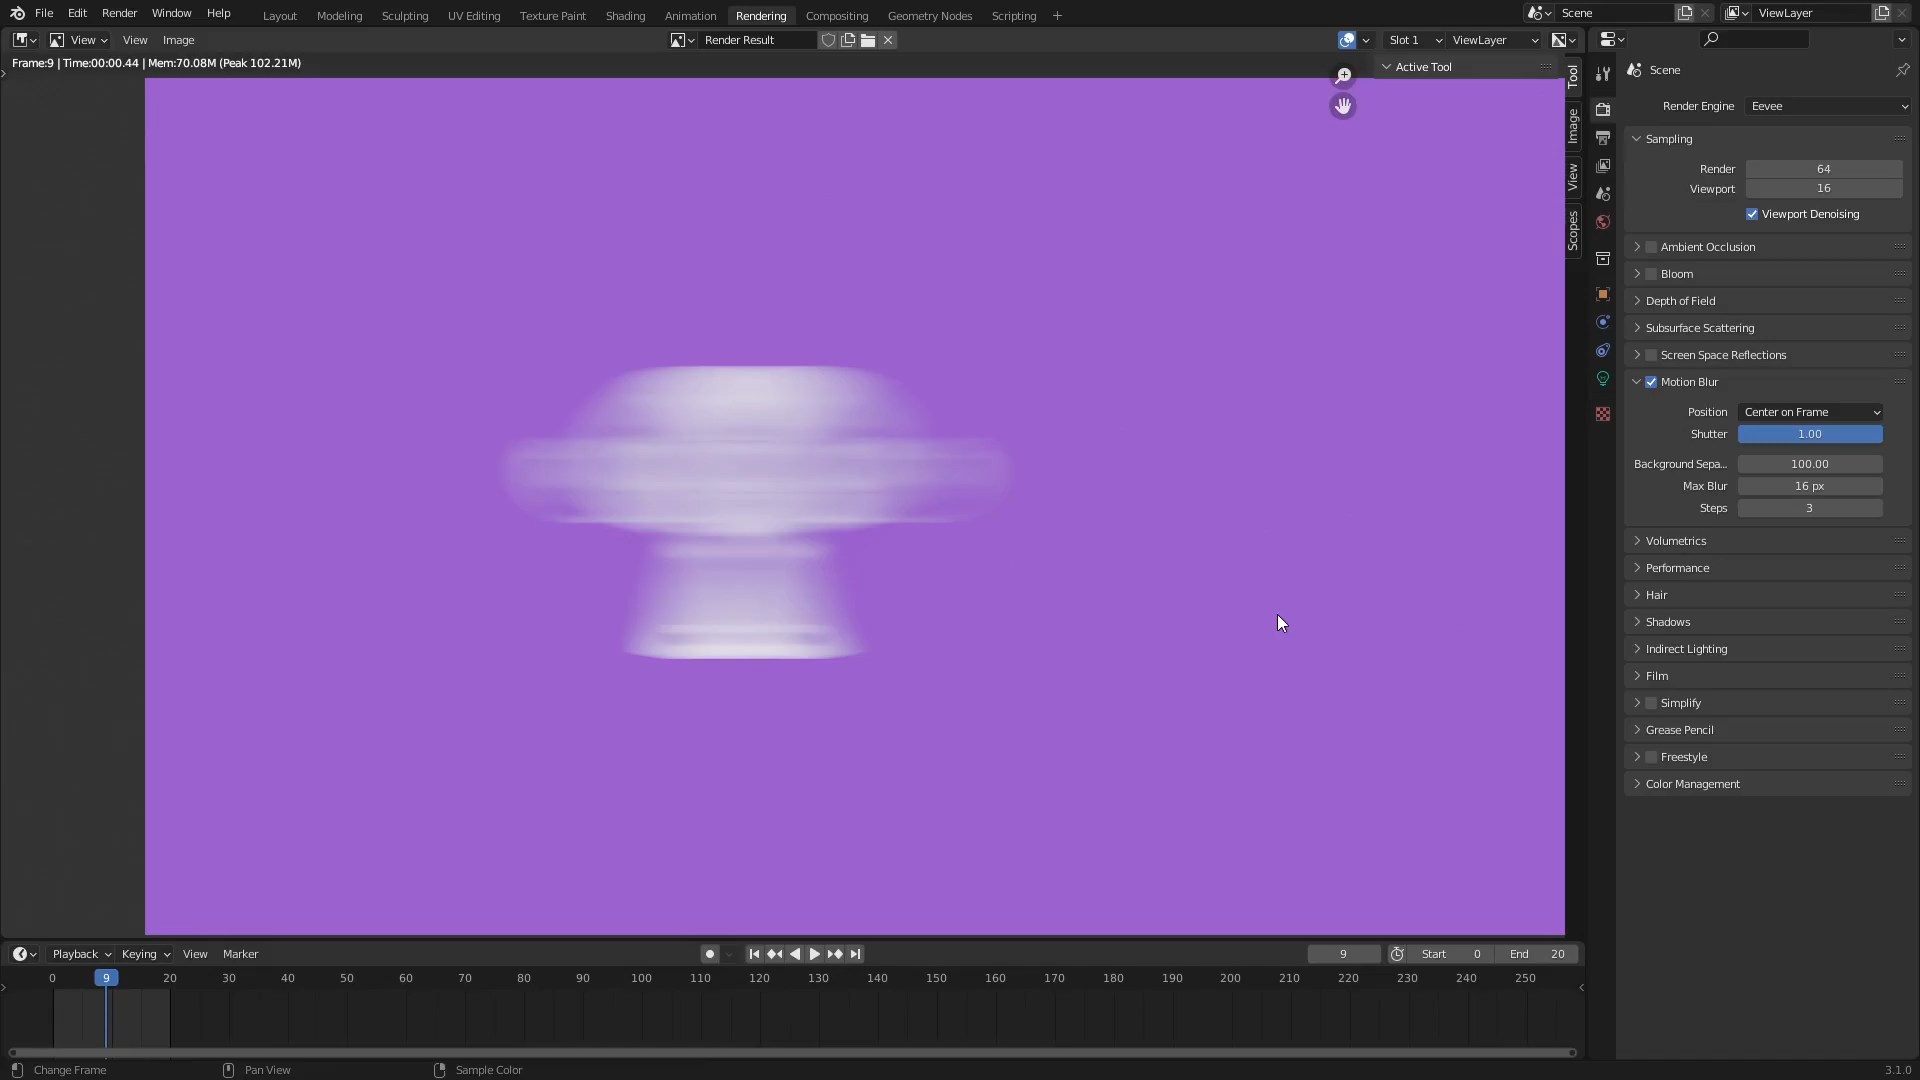 File Edit Render Window Help Layout Modeling Sculpting UV Editing Texture Paint Shading Animation Rendering Compositing Geometry Nodes Scripting + Scene ViewLayer
View View Image Render Result Slot 1 ViewLayer
Frame:9 | Time:00:00.44 | Mem:70.08M (Peak 102.21M)
Active Tool
Tool
Image
View
Scopes
Scene
Render Engine Eevee
Sampling
Render 64
Viewport 16
Viewport Denoising
Ambient Occlusion
Bloom
Depth of Field
Subsurface Scattering
Screen Space Reflections
Motion Blur
Position Center on Frame
Shutter 1.00
Background Sepa... 100.00
Max Blur 16 px
Steps 3
Volumetrics
Performance
Hair
Shadows
Indirect Lighting
Film
Simplify
Grease Pencil
Freestyle
Color Management
Playback Keying View Marker 9 Start 0 End 20
0 9 20 30 40 50 60 70 80 90 100 110 120 130 140 150 160 170 180 190 200 210 220 230 240 250
Change Frame Pan View Sample Color 3.1.0